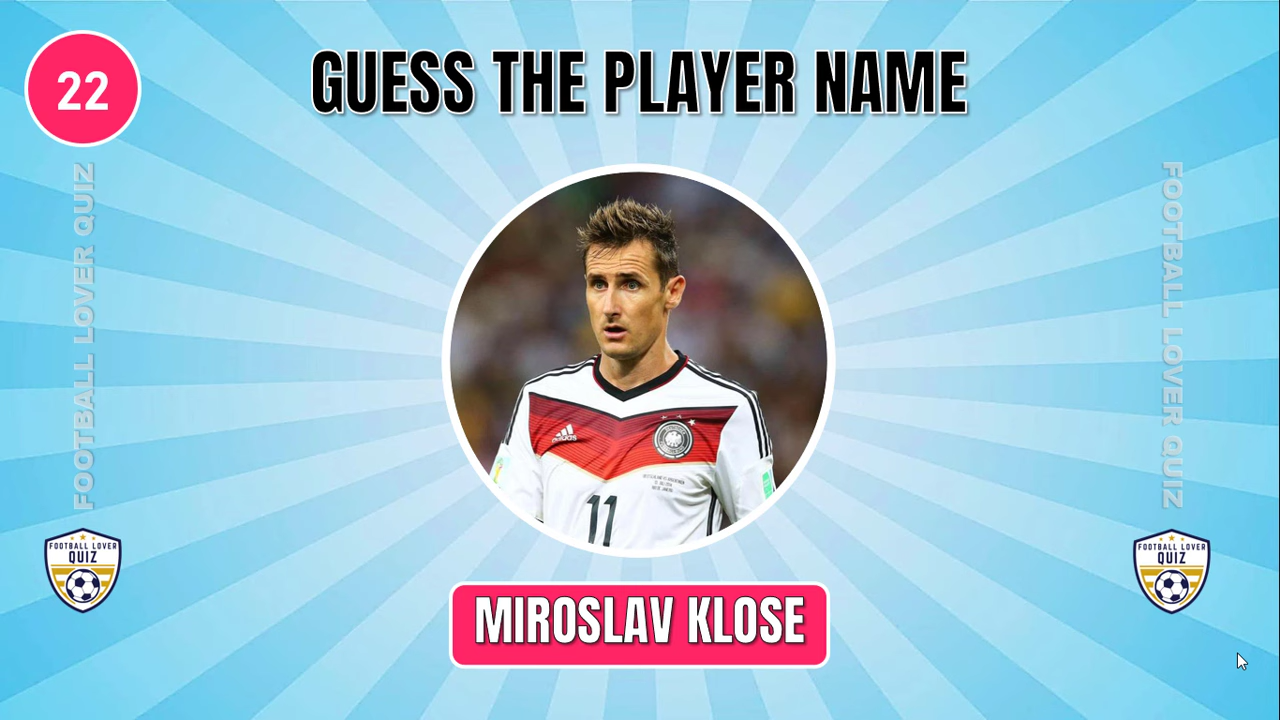 22
GUESS THE PLAYER NAME
FOOTBALL LOVER QUIZ
FOOTBALL LOVER QUIZ
adidas
11
FOOTBALL LOVER
QUIZ
FOOTBALL LOVER
QUIZ
MIROSLAV KLOSE